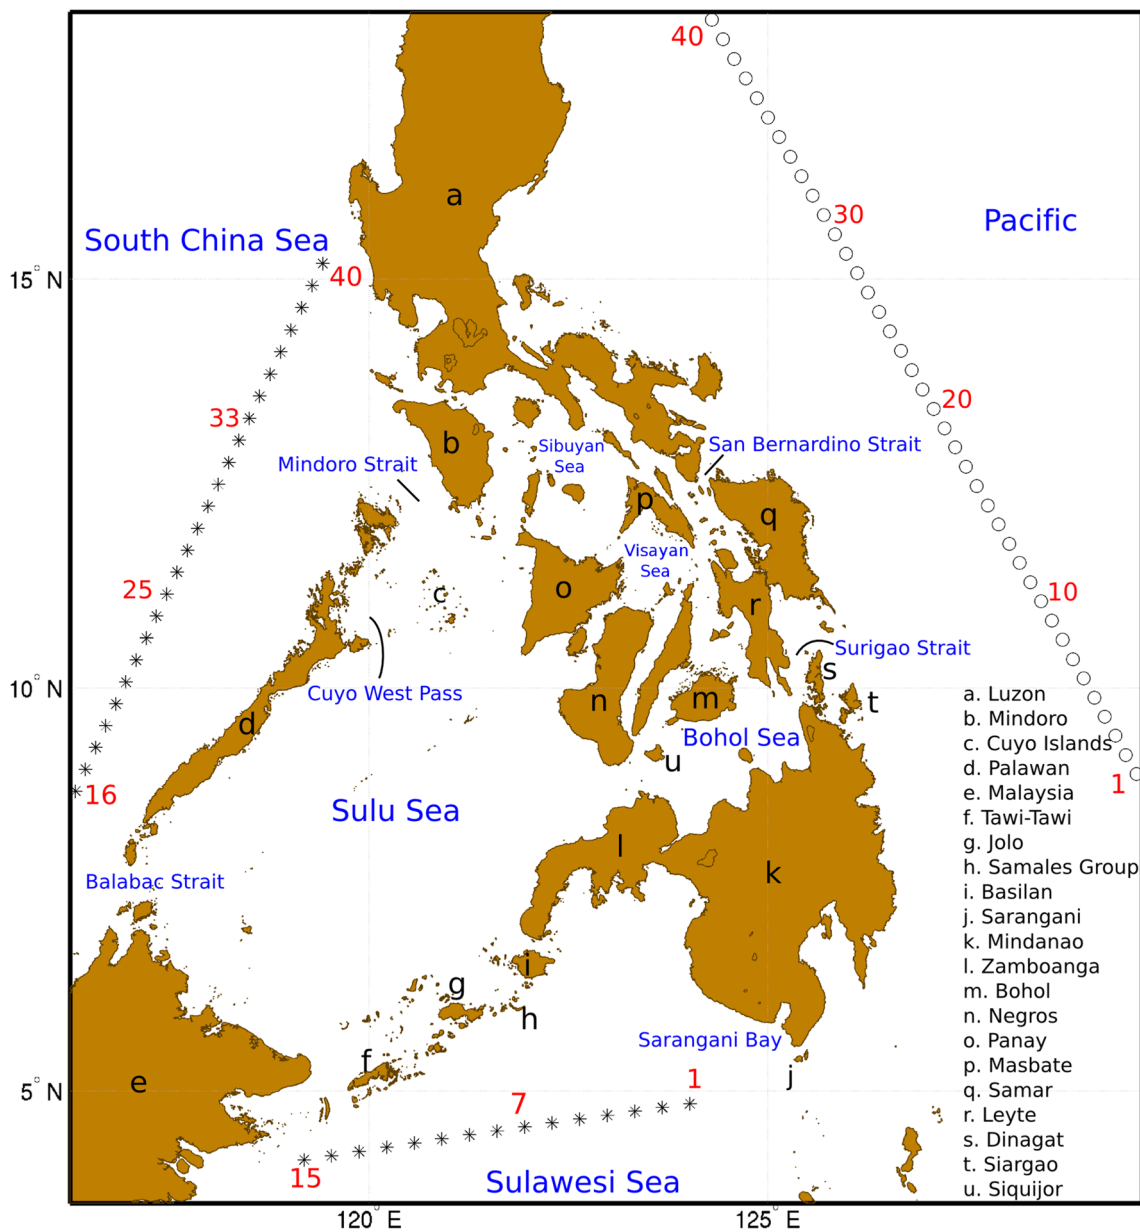 40
a
30
Pacific
South China Sea
40
15° N
33
20
b
Sibuyan
Sea
San Bernardino Strait
Mindoro Strait
p
q
Visayan
Sea
25
c
o
r
10
Surigao Strait
s
Cuyo West Pass
10° N
d
n
m
t
Bohol Sea
u
16
1
Sulu Sea
l
k
Balabac Strait
i
g
h
Sarangani Bay
f
e
j
1
7
5° N
15
Sulawesi Sea
a. Luzon
b. Mindoro
c. Cuyo Islands
d. Palawan
e. Malaysia
f. Tawi-Tawi
g. Jolo
h. Samales Group
i. Basilan
j. Sarangani
k. Mindanao
l. Zamboanga
m. Bohol
n. Negros
o. Panay
p. Masbate
q. Samar
r. Leyte
s. Dinagat
t. Siargao
u. Siquijor
120° E
125° E